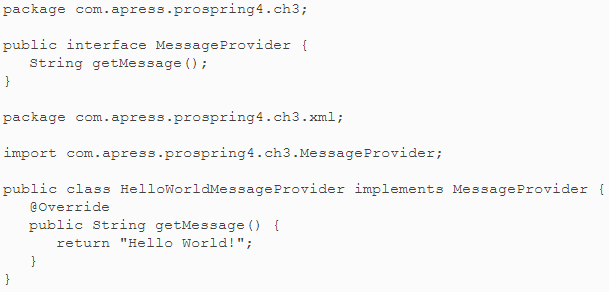 package com.apress.prospring4.ch3;
public interface MessageProvider {
String getMessage();
}
package com.apress.prospring4.ch3.xml;
import com.apress.prospring4.ch3.MessageProvider;
public class HelloWorldMessageProvider implements MessageProvider {
@Override
public String getMessage() {
return "Hello World!";
}
}